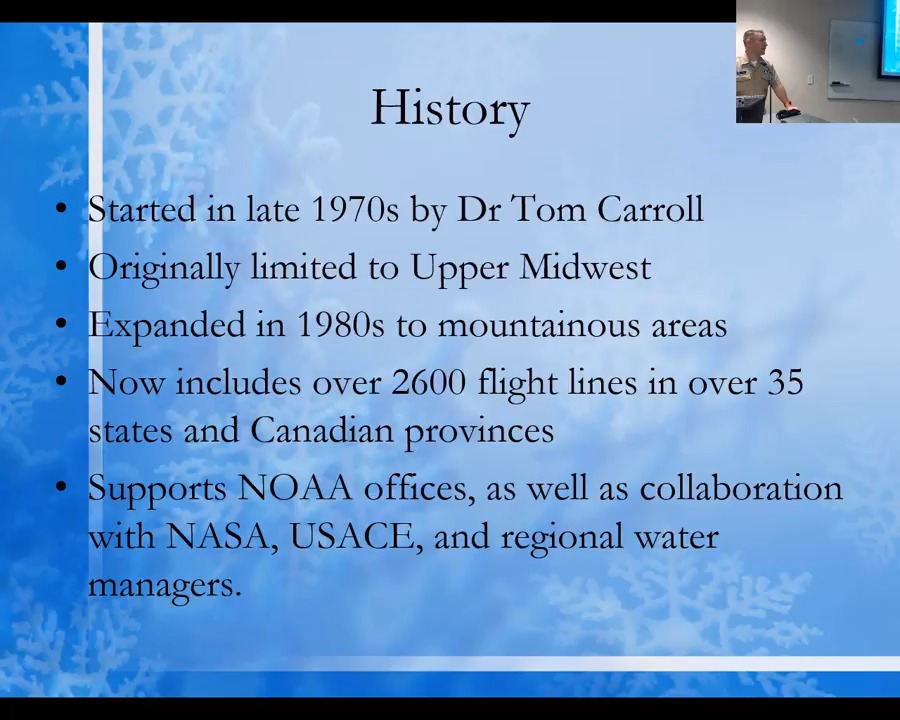 History
• Started in late 1970s by Dr Tom Carroll
• Originally limited to Upper Midwest
• Expanded in 1980s to mountainous areas
• Now includes over 2600 flight lines in over 35
states and Canadian provinces
• Supports NOAA offices, as well as collaboration
with NASA, USACE, and regional water
managers.